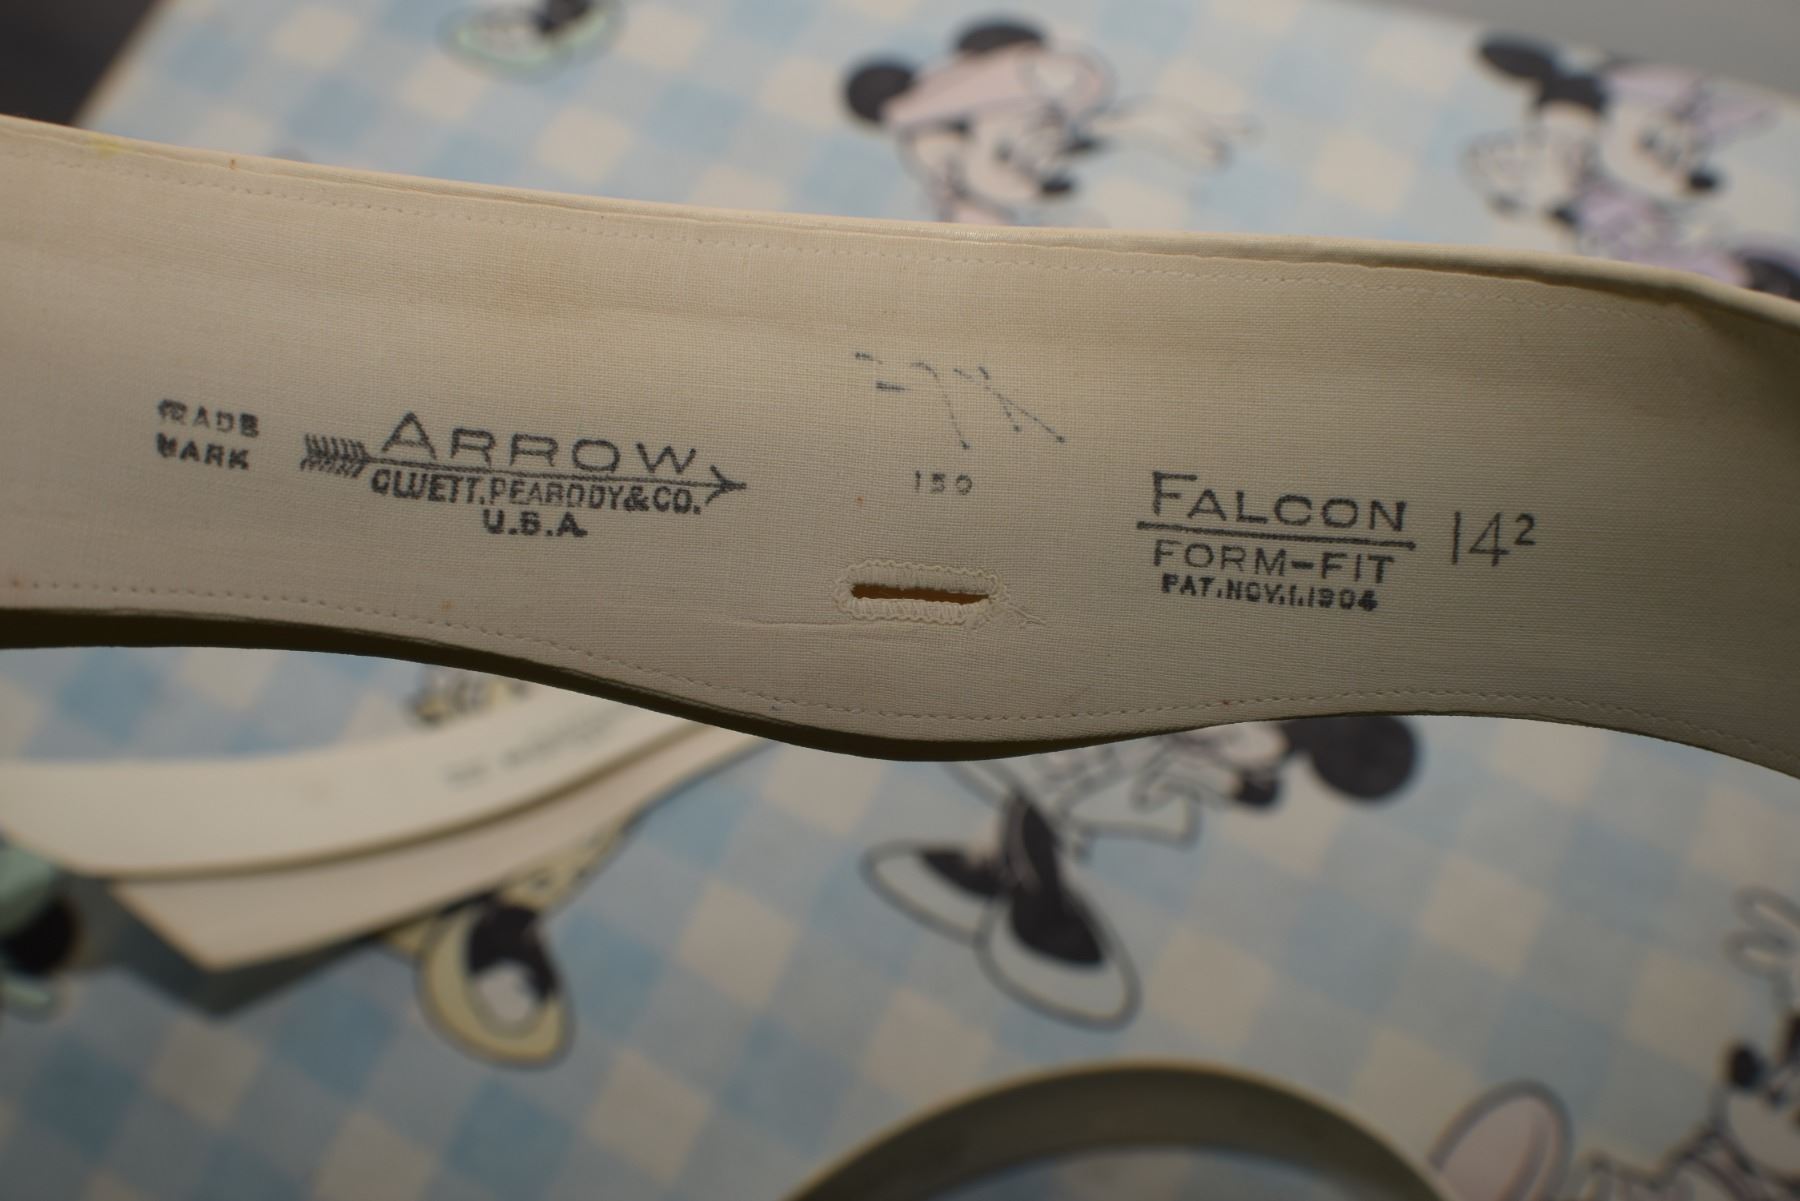 TRADE
MARK
ARROW
CLUETT.PEABODY&CO.
U.S.A.
150
FALCON
FORM-FIT
PAT.NOV.1.1904
14²